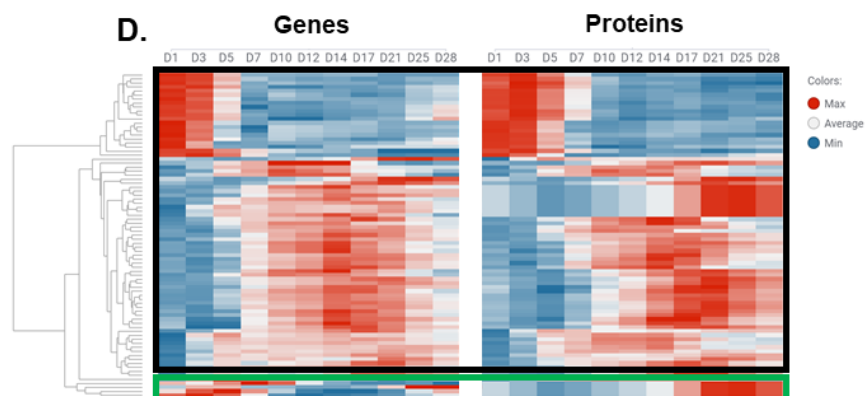 D.
Genes
Proteins
D1 D3 D5 D7 D10 D12 D14 D17 D21 D25 D28
D1 D3 D5 D7 D10 D12 D14 D17 D21 D25 D28
Colors:
Max
Average
Min